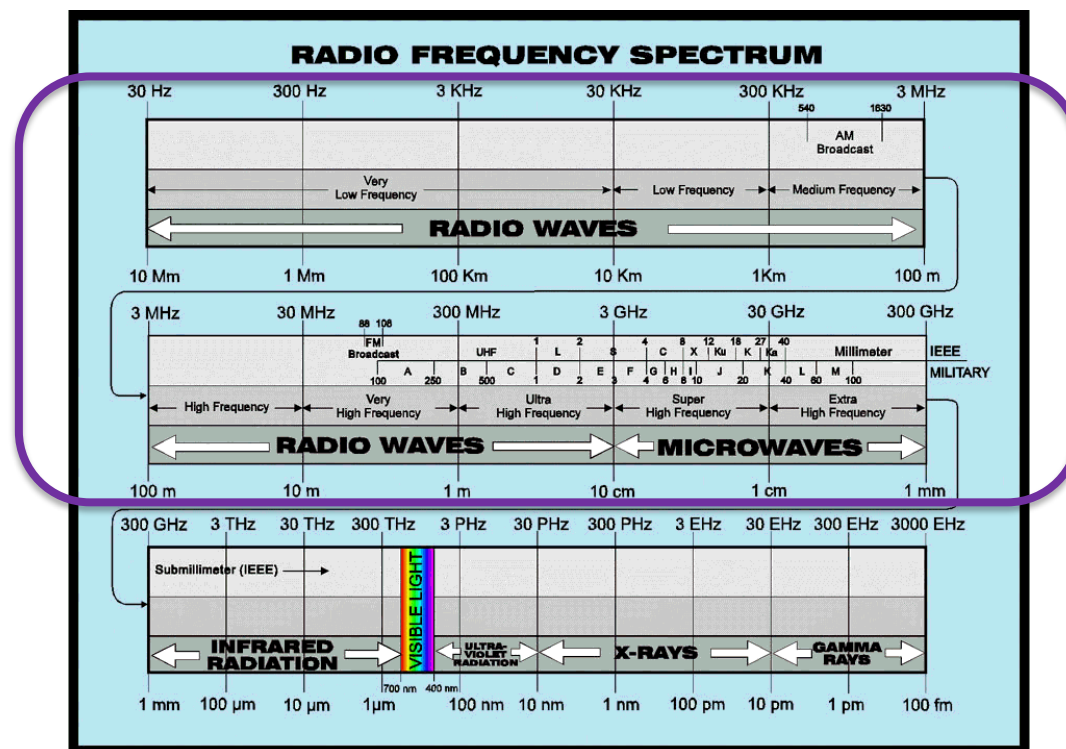 RADIO FREQUENCY SPECTRUM
30 Hz 300 Hz 3 KHz 30 KHz 300 KHz 3 MHz
540 1630
AM
Broadcast
Very
Low Frequency Low Frequency Medium Frequency
RADIO WAVES
10 Mm 1 Mm 100 Km 10 Km 1Km 100 m
3 MHz 30 MHz 300 MHz 3 GHz 30 GHz 300 GHz
88 108
FM
Broadcast
1 2 4 8 12 18 27 40
UHF L S C X Ku K Ka Millimeter IEEE
A B C D E F G H I J K L M MILITARY
100 250 500 1 2 3 4 6 8 10 20 40 60 100
High Frequency Very
High Frequency Ultra
High Frequency Super
High Frequency Extra
High Frequency
RADIO WAVES MICROWAVES
100 m 10 m 1 m 10 cm 1 cm 1 mm
300 GHz 3 THz 30 THz 300 THz 3 PHz 30 PHz 300 PHz 3 EHz 30 EHz 300 EHz 3000 EHz
Submillimeter (IEEE)
VISIBLE LIGHT
INFRARED
RADIATION
ULTRA-
VIOLET
RADIATION
X-RAYS
GAMMA
RAYS
700 nm 400 nm
1 mm 100 µm 10 µm 1µm 100 nm 10 nm 1 nm 100 pm 10 pm 1 pm 100 fm